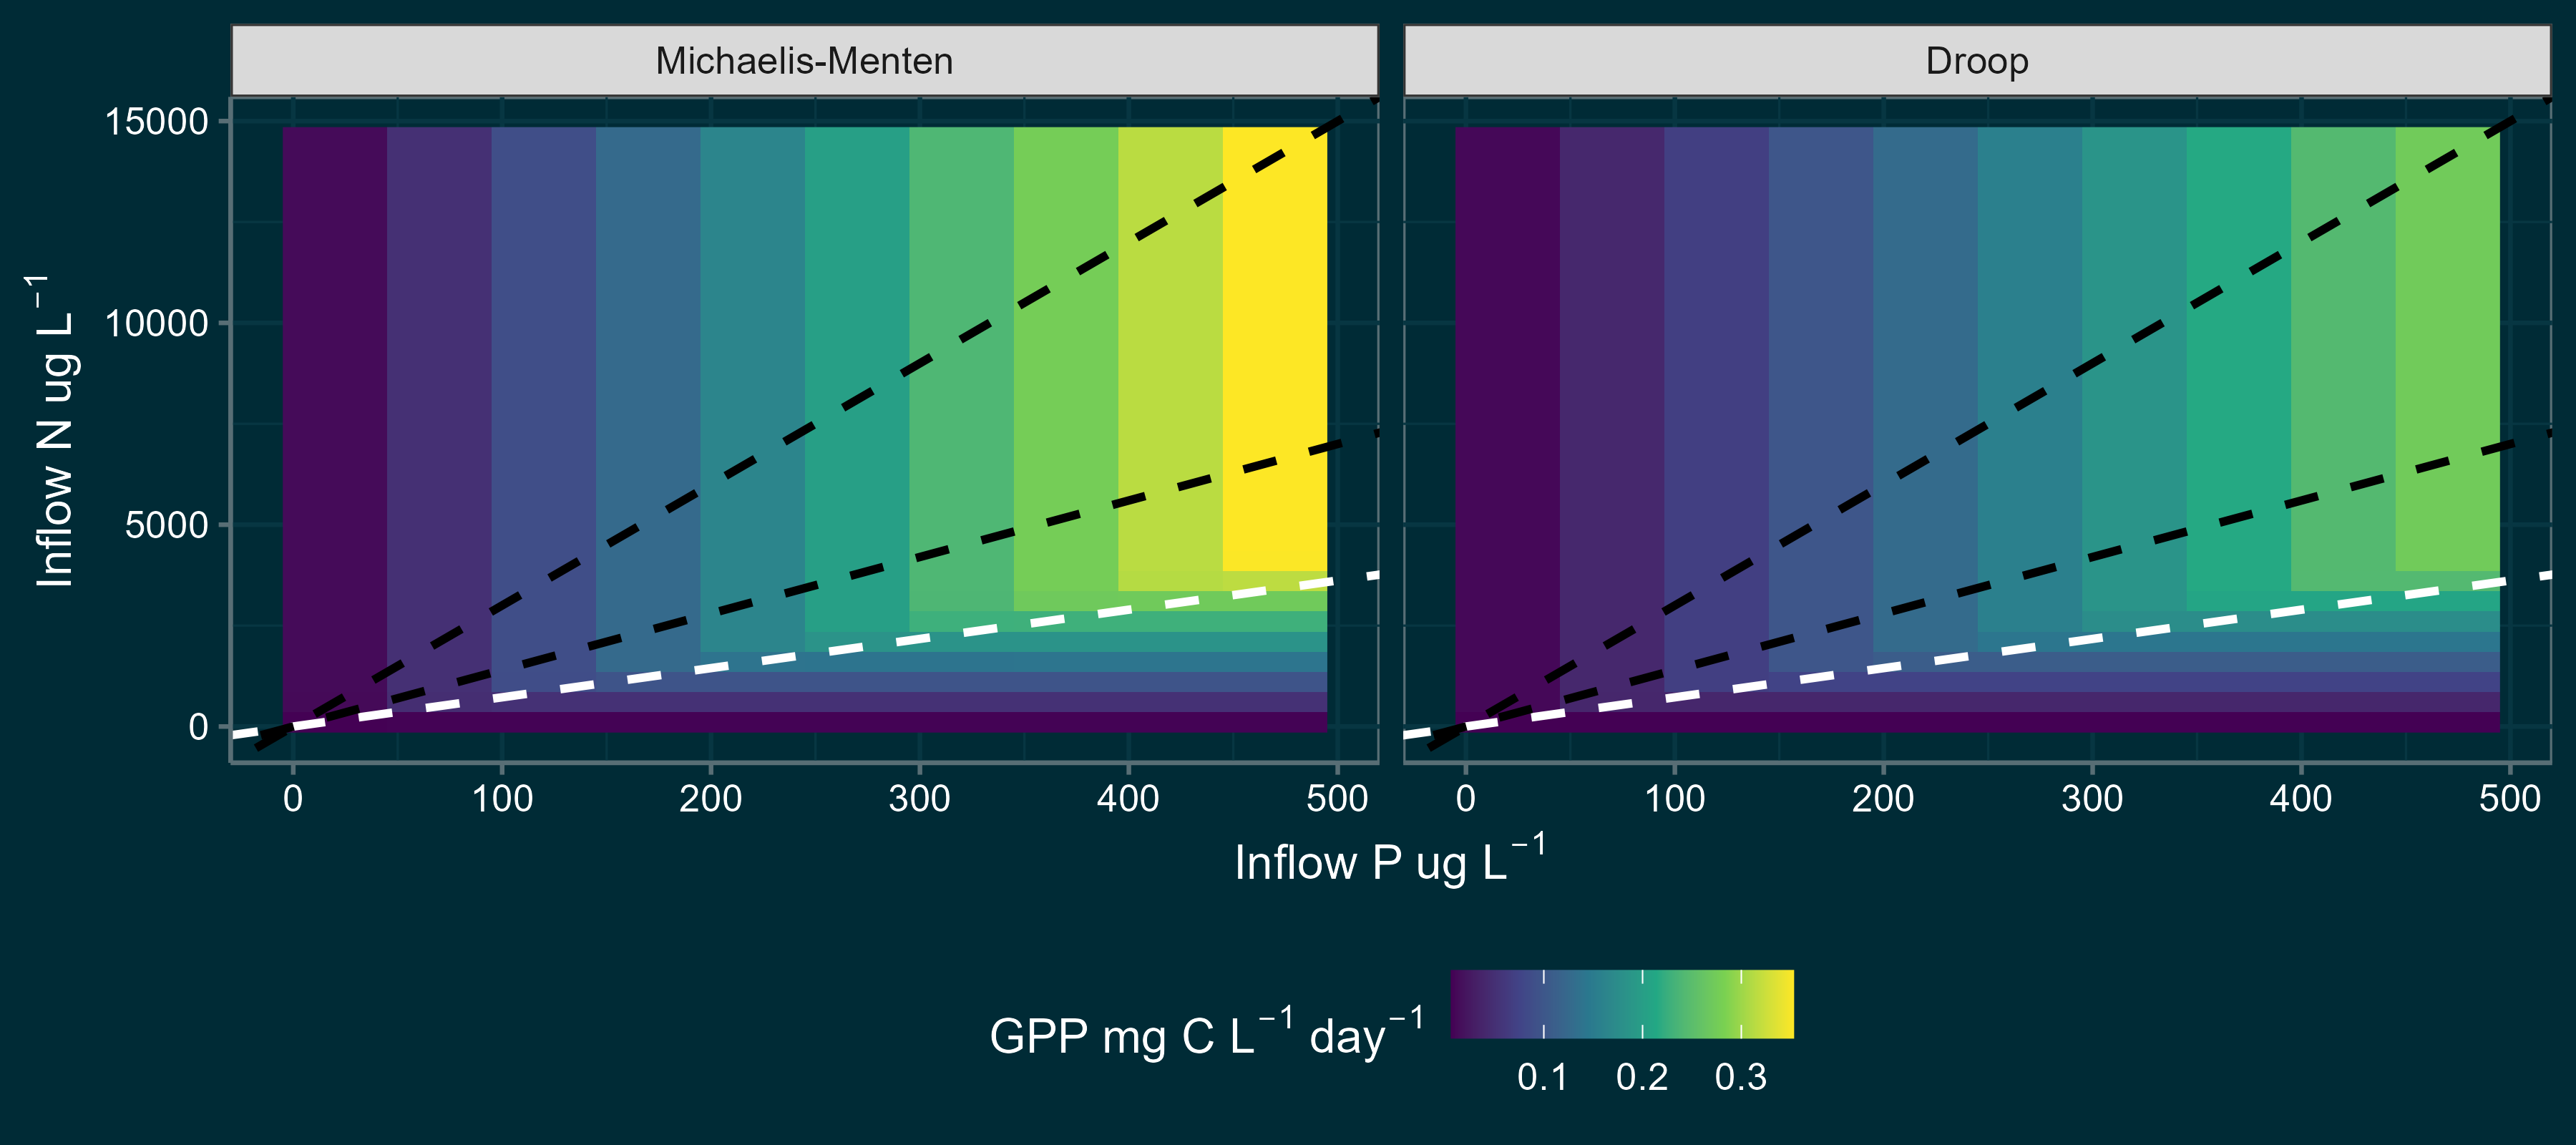 Michaelis-Menten
Droop
15000
10000
5000
0
Inflow N ug L⁻¹
0 100 200 300 400 500
0 100 200 300 400 500
Inflow P ug L⁻¹
GPP mg C L⁻¹ day⁻¹
0.1 0.2 0.3